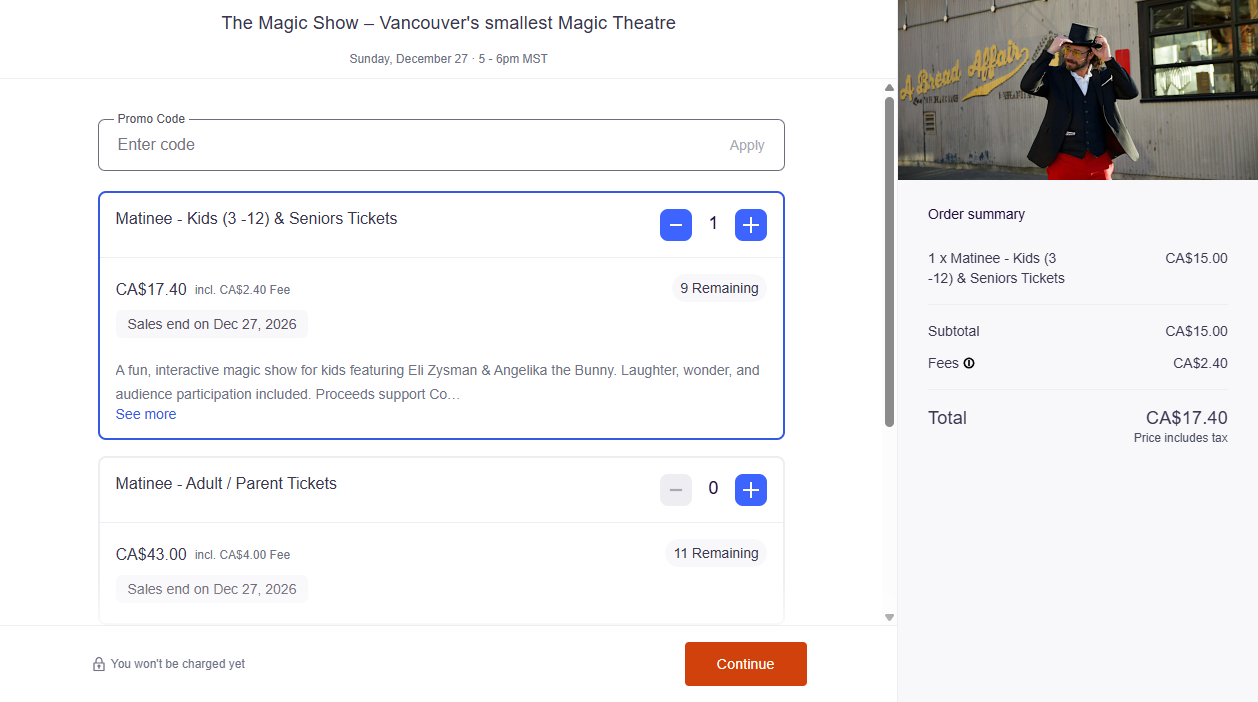 The Magic Show – Vancouver's smallest Magic Theatre
Sunday, December 27 · 5 - 6pm MST
Promo Code
Enter code
Apply
Matinee - Kids (3 -12) & Seniors Tickets
1
CA$17.40 incl. CA$2.40 Fee
9 Remaining
Sales end on Dec 27, 2026
A fun, interactive magic show for kids featuring Eli Zysman & Angelika the Bunny. Laughter, wonder, and
audience participation included. Proceeds support Co…
See more
Matinee - Adult / Parent Tickets
0
CA$43.00 incl. CA$4.00 Fee
11 Remaining
Sales end on Dec 27, 2026
You won't be charged yet
Continue
A Bread Affair
Order summary
1 x Matinee - Kids (3
-12) & Seniors Tickets
CA$15.00
Subtotal
CA$15.00
Fees
CA$2.40
Total
CA$17.40
Price includes tax